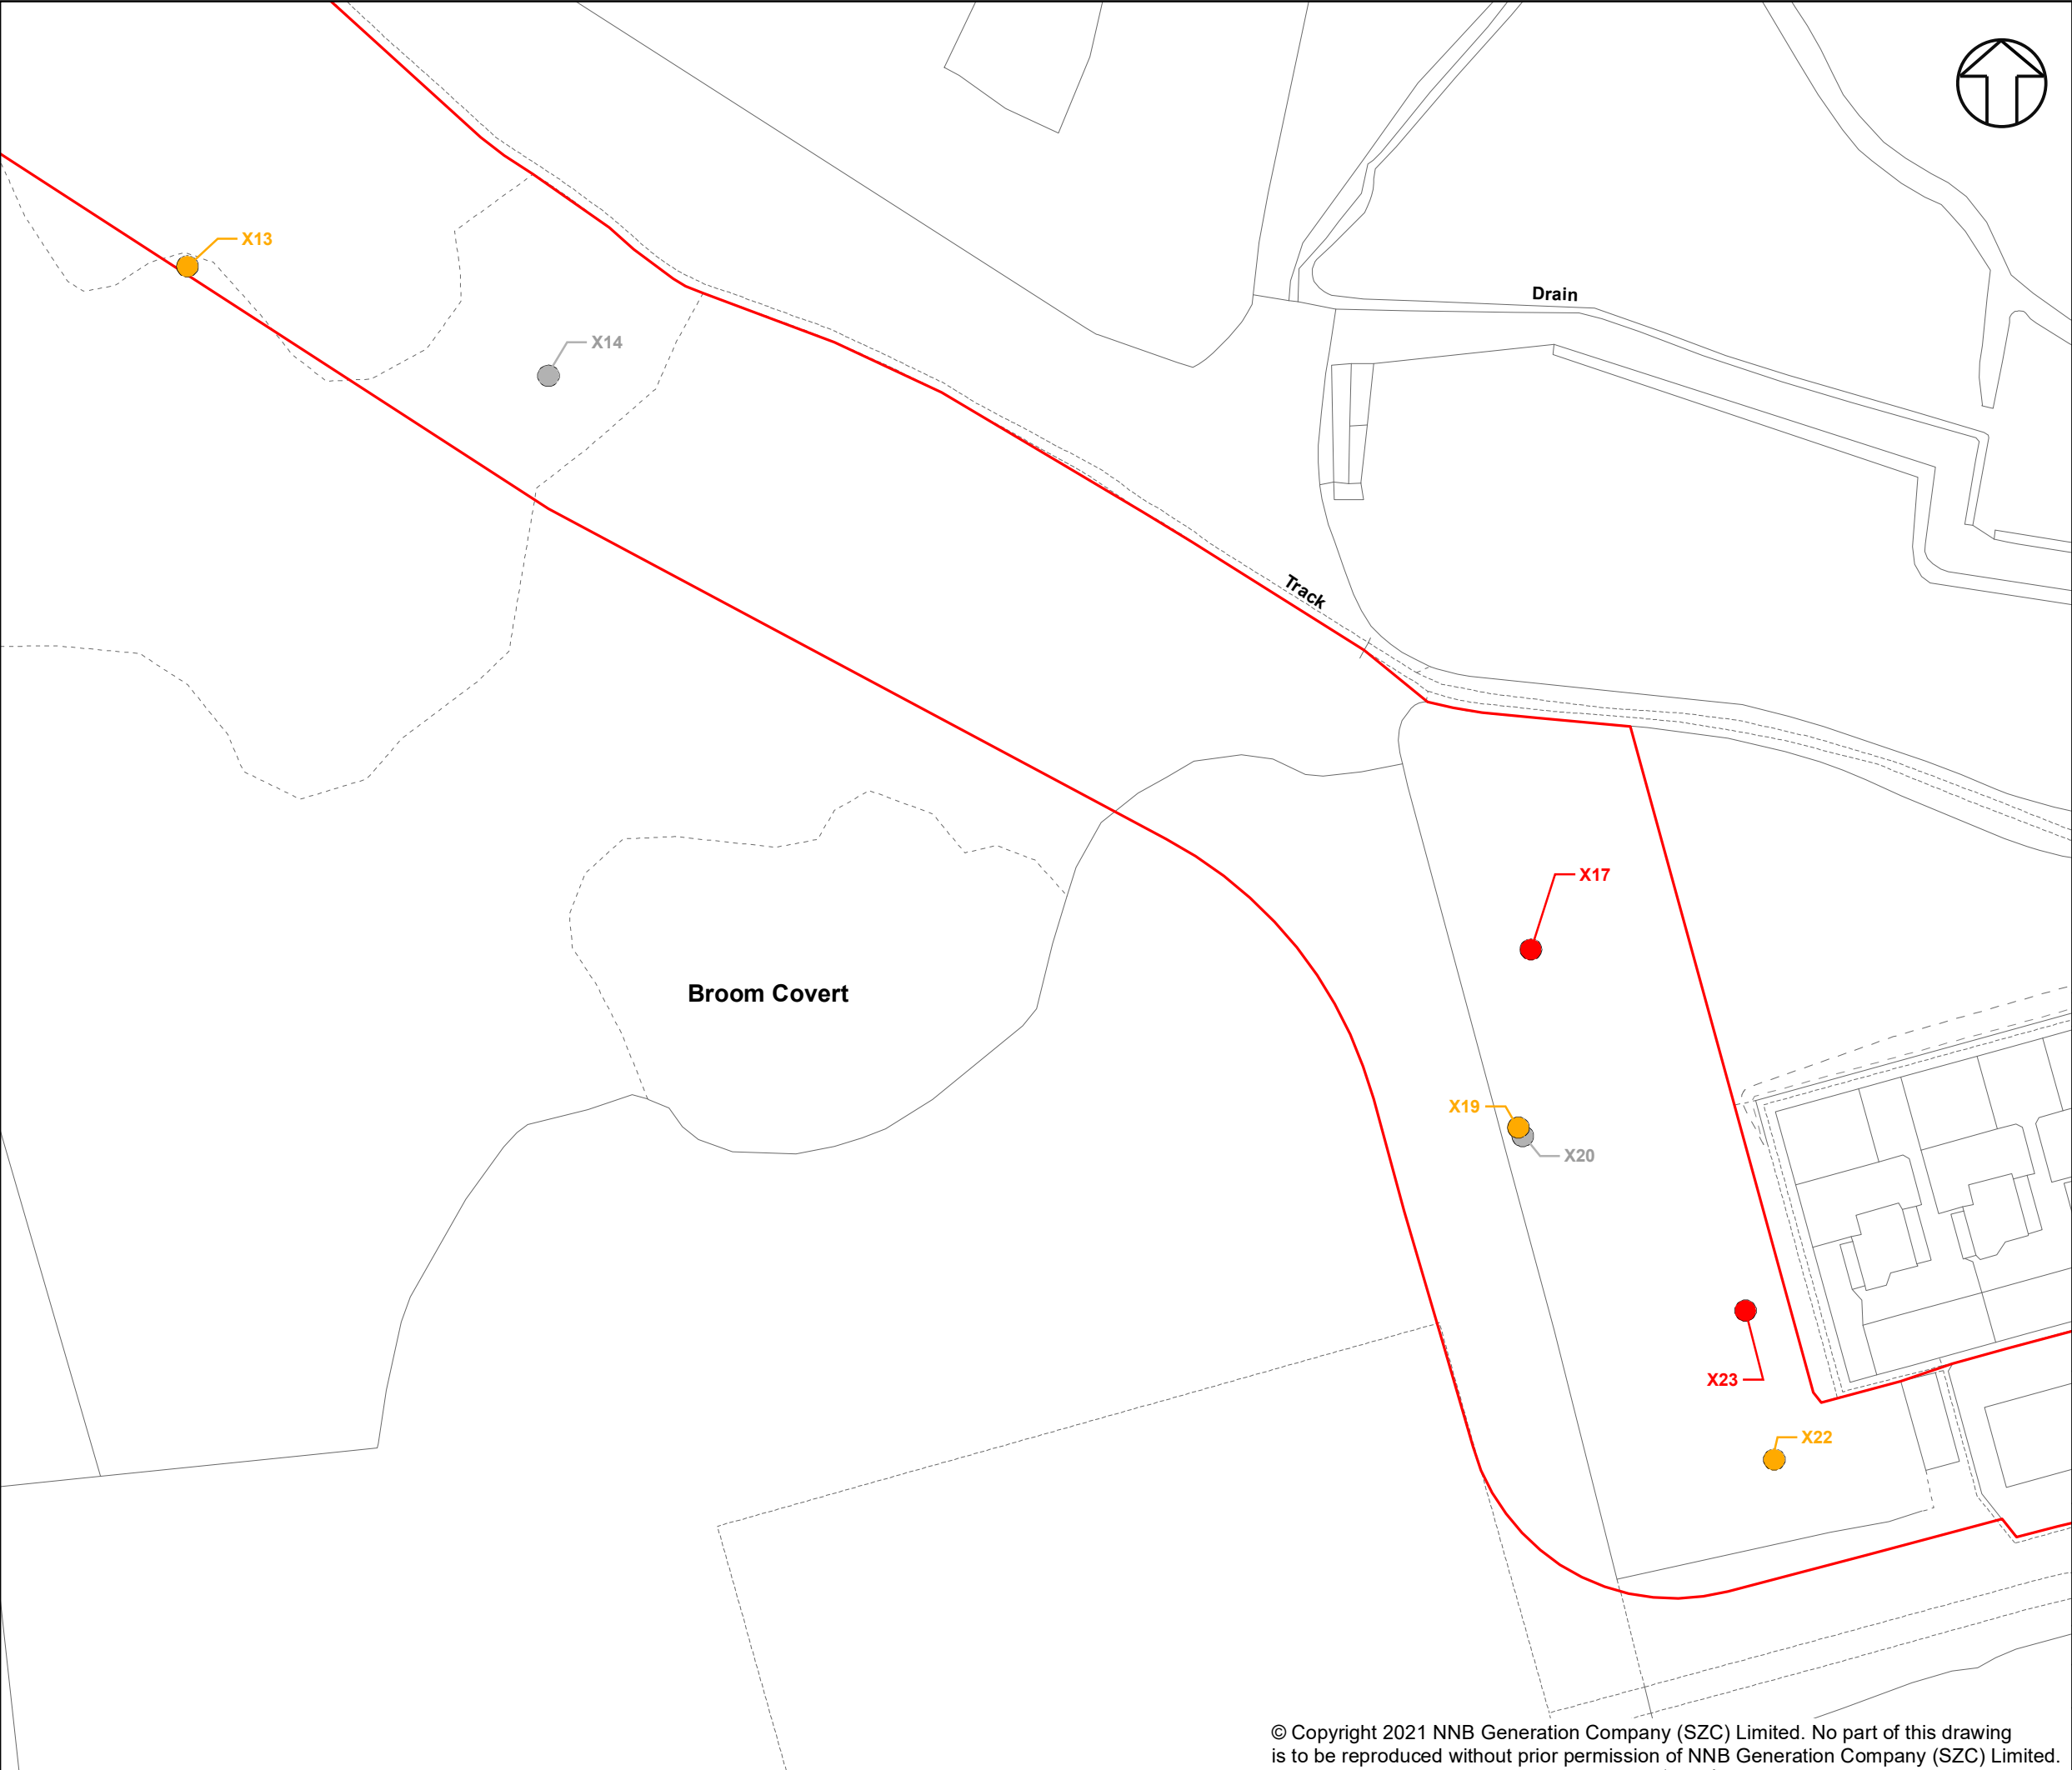 X13
Drain
X14
Track
X17
Broom Covert
X19
X20
X23
X22
© Copyright 2021 NNB Generation Company (SZC) Limited. No part of this drawing
is to be reproduced without prior permission of NNB Generation Company (SZC) Limited.